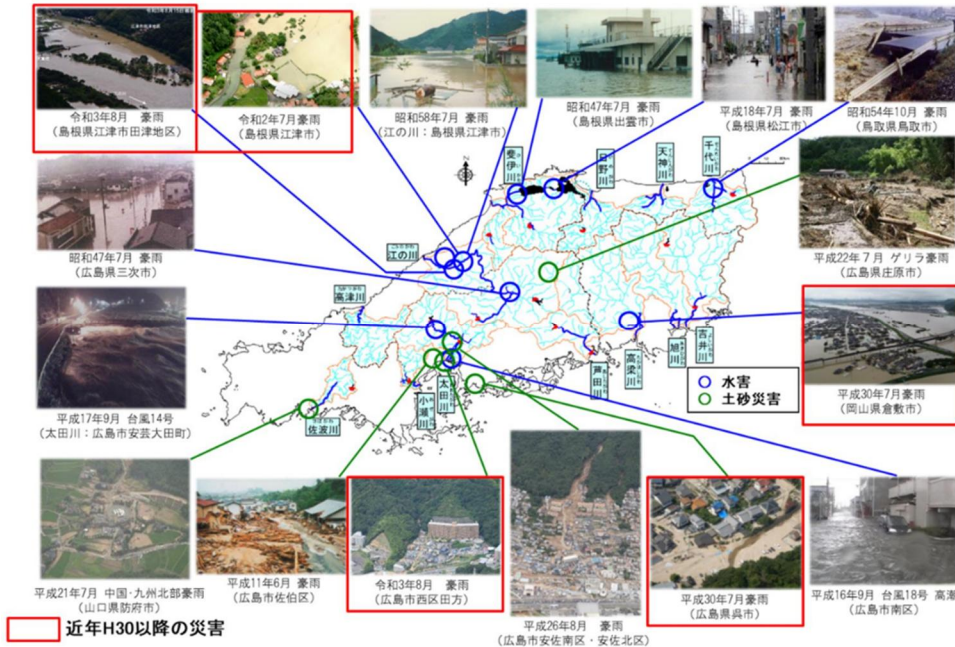 令和3年8月　豪雨
(島根県江津市田津地区)
令和2年7月豪雨
(島根県江津市)
昭和58年7月　豪雨
(江の川：島根県江津市)
昭和47年7月　豪雨
(島根県出雲市)
平成18年7月　豪雨
(島根県松江市)
昭和54年10月　豪雨
(鳥取県鳥取市)
昭和47年7月　豪雨
(広島県三次市)
平成22年 7 月 ゲリラ豪雨
(広島県庄原市)
斐伊川
日野川
天神川
千代川
江の川
高津川
平成17年9月　台風14号
(太田川：広島市安芸大田町)
平成30年7月豪雨
(岡山県倉敷市)
佐波川
小瀬川
太田川
芦田川
高梁川
旭川
吉井川
水害
土砂災害
平成21年7月 中国・九州北部豪雨
(山口県防府市)
平成11年6月　豪雨
(広島市佐伯区)
令和3年8月　豪雨
(広島市西区田方)
平成26年8月　豪雨
(広島市安佐南区・安佐北区)
平成30年7月豪雨
(広島県呉市)
平成16年9月 台風18号 高潮
(広島市南区)
近年H30以降の災害